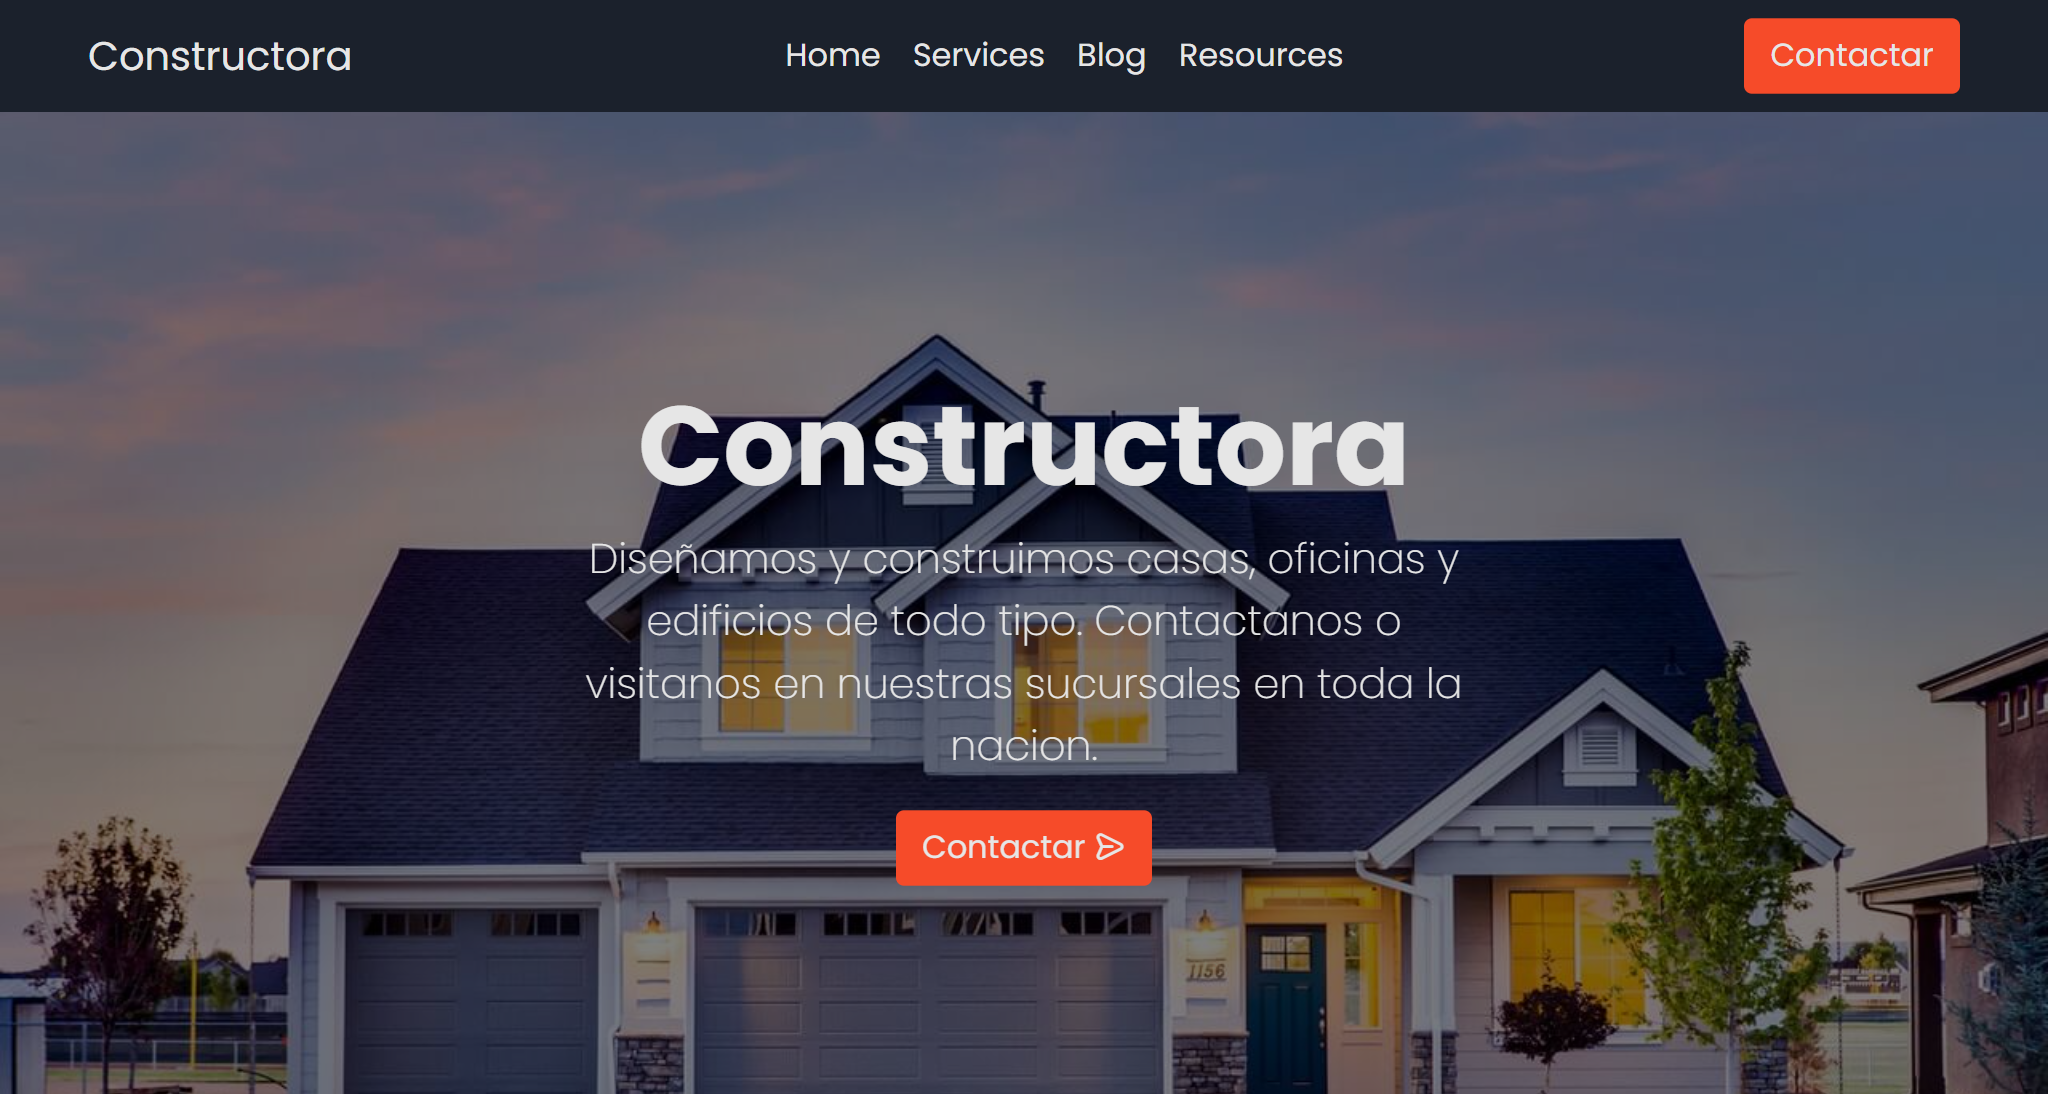 Constructora
Home Services Blog Resources
Contactar
Constructora
Diseñamos y construimos casas, oficinas y
edificios de todo tipo. Contactanos o
visitanos en nuestras sucursales en toda la
nacion.
Contactar
1156